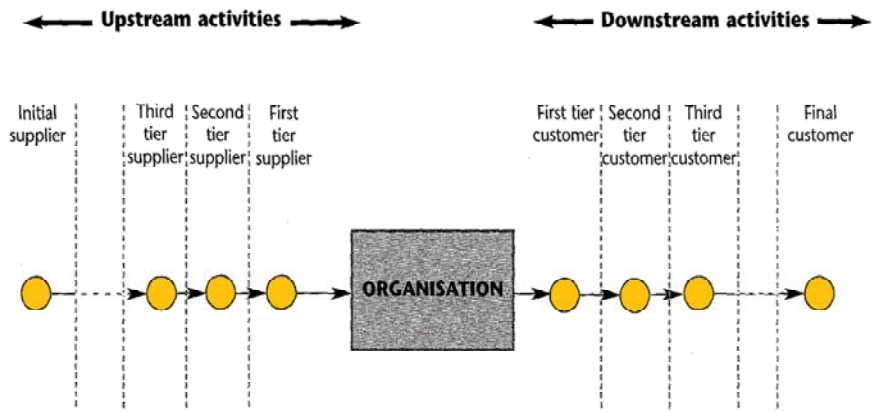 Upstream activities
Downstream activities
Initial
supplier
Third
tier
supplier
Second
tier
supplier
First
tier
supplier
First tier
customer
Second
tier
customer
Third
tier
customer
Final
customer
ORGANISATION